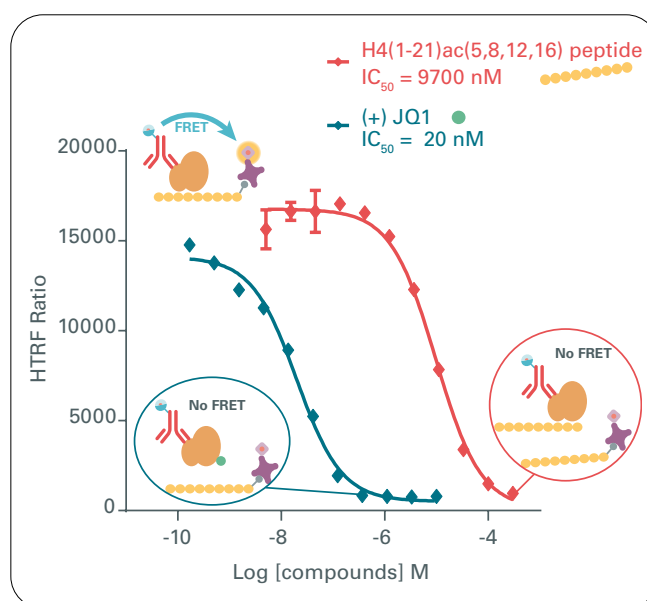 H4(1-21)ac(5,8,12,16) peptide
IC50 = 9700 nM
(+) JQ1
IC50 = 20 nM
FRET
20000
15000
10000
5000
0
HTRF Ratio
No FRET
No FRET
-10
-8
-6
-4
Log [compounds] M